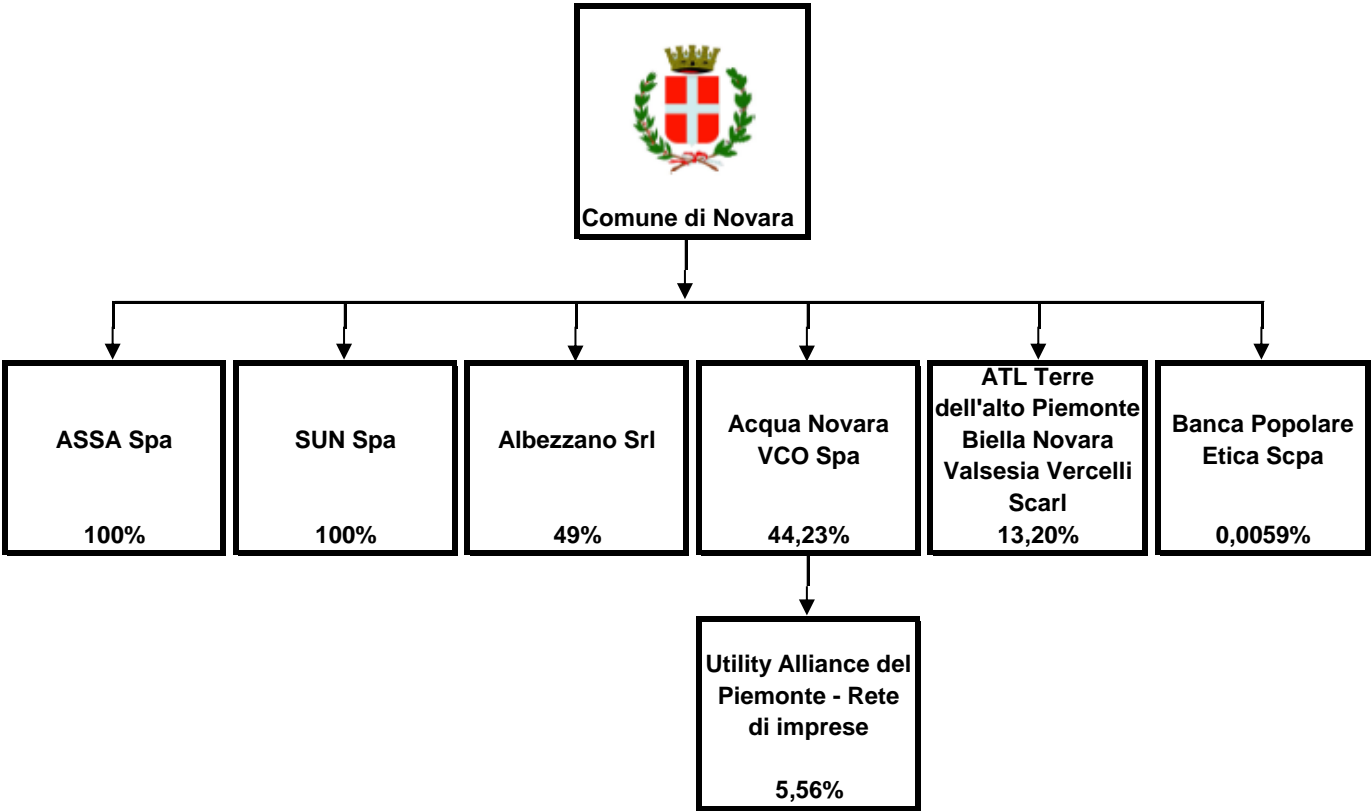 Comune di Novara
ASSA Spa
100%
SUN Spa
100%
Albezzano Srl
49%
Acqua Novara
VCO Spa
44,23%
ATL Terre
dell'alto Piemonte
Biella Novara
Valsesia Vercelli
Scarl
13,20%
Banca Popolare
Etica Scpa
0,0059%
Utility Alliance del
Piemonte - Rete
di imprese
5,56%